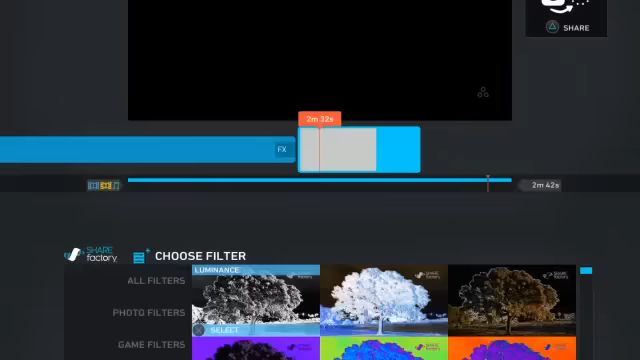 SHARE
2m 32s
FX
2m 42s
SHARE
factory
CHOOSE FILTER
ALL FILTERS
LUMINANCE
SELECT
PHOTO FILTERS
GAME FILTERS